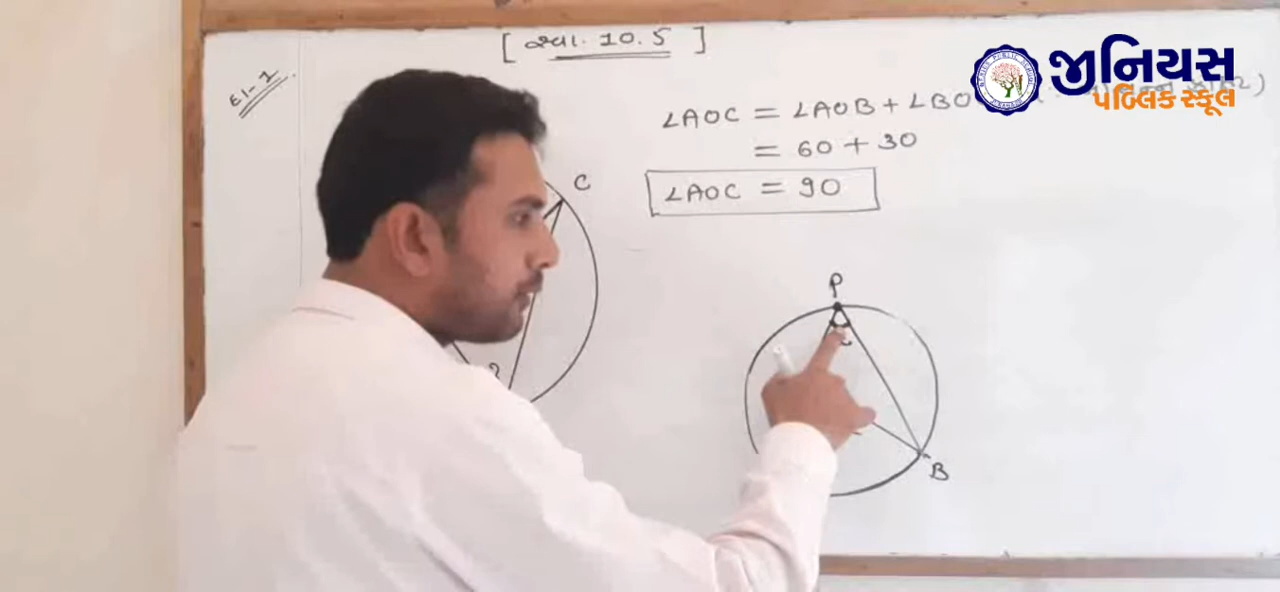 [ સ્વા. 10.5 ]
દા-1
∠AOC = ∠AOB + ∠BO
= 60 + 30
∠AOC = 90
C
P
B
જીનિયસ
પબ્લિક સ્કૂલ